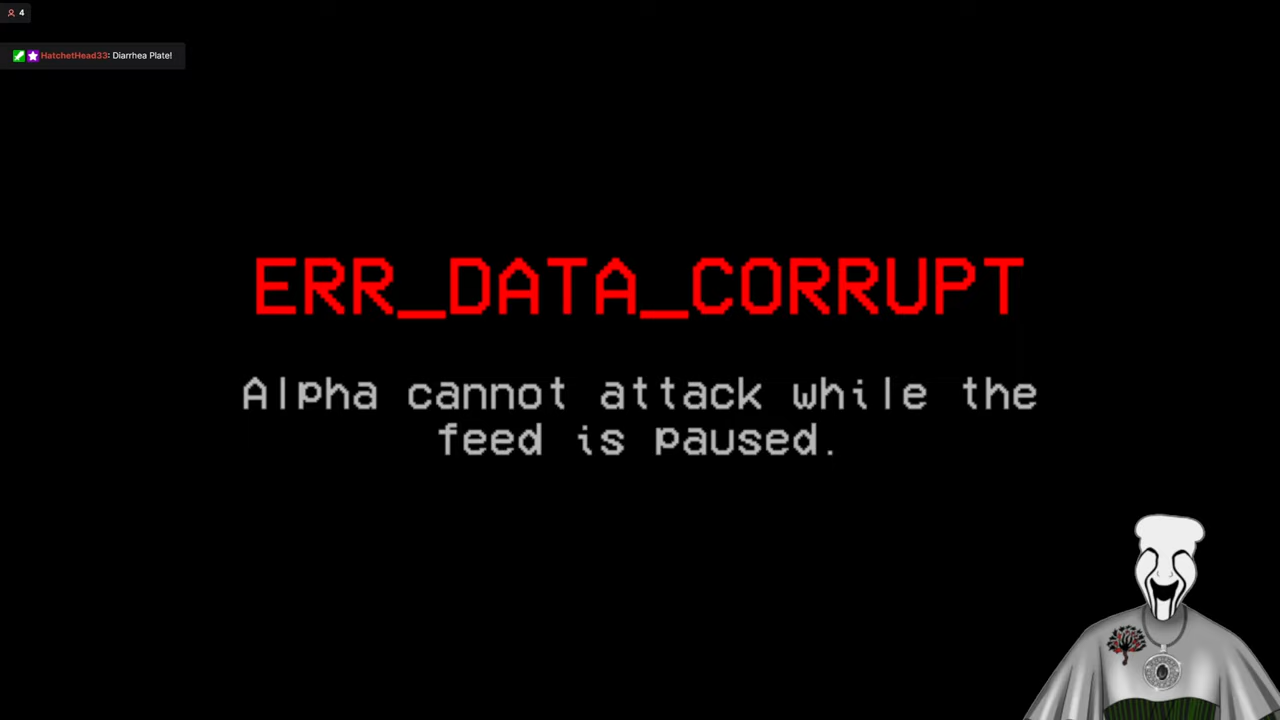 4
HatchetHead33: Diarrhea Plate!
ERR_DATA_CORRUPT
Alpha cannot attack while the
feed is paused.